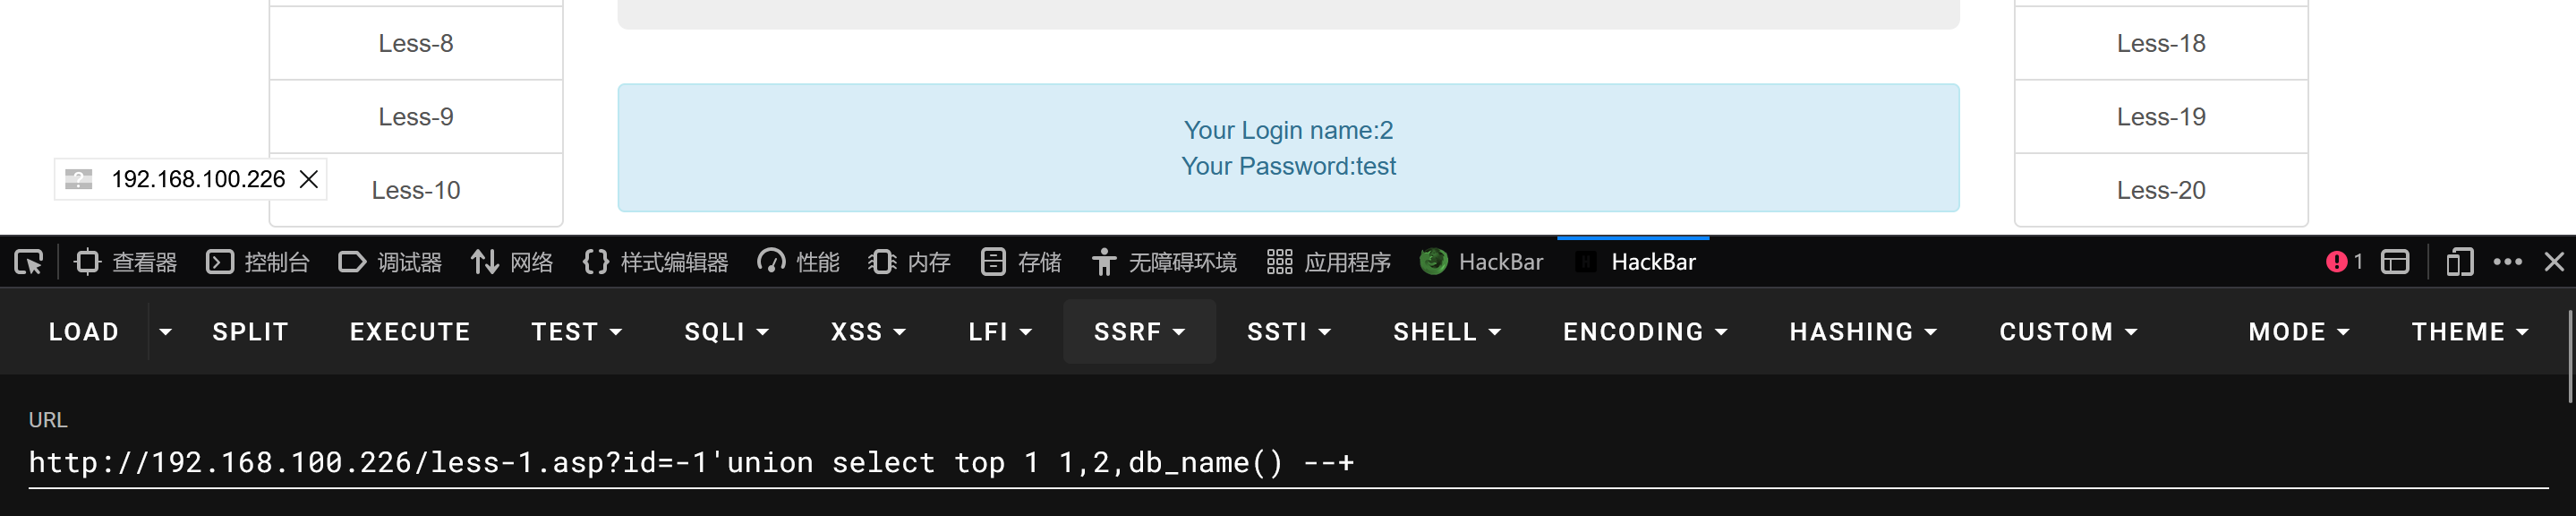 Less-8
Less-9
Less-10
192.168.100.226
Your Login name:2
Your Password:test
Less-18
Less-19
Less-20
查看器 控制台 调试器 网络 {} 样式编辑器 性能 内存 存储 无障碍环境 应用程序 HackBar HackBar 1
LOAD SPLIT EXECUTE TEST SQLI XSS LFI SSRF SSTI SHELL ENCODING HASHING CUSTOM MODE THEME
URL
http://192.168.100.226/less-1.asp?id=-1'union select top 1 1,2,db_name() --+